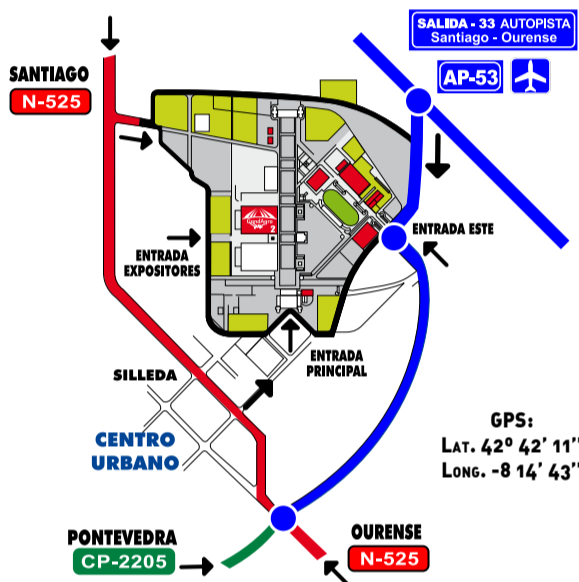 SALIDA - 33 AUTOPISTA
Santiago - Ourense
AP-53
SANTIAGO
N-525
2
ENTRADA ESTE
ENTRADA
EXPOSITORES
ENTRADA
PRINCIPAL
SILLEDA
CENTRO
URBANO
GPS:
LAT. 42º 42' 11"
LONG. -8 14' 43"
PONTEVEDRA
CP-2205
OURENSE
N-525